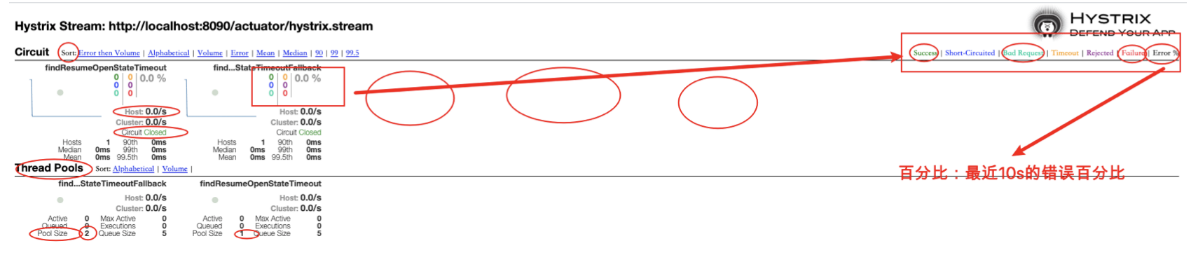 Hystrix Stream: http://localhost:8090/actuator/hystrix.stream
HYSTRIX
DEFEND YOUR APP
Circuit Sort: Error then Volume | Alphabetical | Volume | Error | Mean | Median | 90 | 99 | 99.5
Success | Short-Circuited | Bad Request | Timeout | Rejected | Failure | Error %
findResumeOpenStateTimeout find...StateTimeoutFallback
0 0 0.0 % 0 0 0.0 %
0 0 0 0
0 0 0 0
Host: 0.0/s Host: 0.0/s
Cluster: 0.0/s Cluster: 0.0/s
Circuit Closed Circuit Closed
Hosts 1 90th 0ms Hosts 1 90th 0ms
Median 0ms 99th 0ms Median 0ms 99th 0ms
Mean 0ms 99.5th 0ms Mean 0ms 99.5th 0ms
Thread Pools Sort: Alphabetical | Volume |
百分比：最近10s的错误百分比
find...StateTimeoutFallback findResumeOpenStateTimeout
Host: 0.0/s Host: 0.0/s
Cluster: 0.0/s Cluster: 0.0/s
Active 0 Max Active 0 Active 0 Max Active 0
Queued 0 Executions 0 Queued 0 Executions 0
Pool Size 2 Queue Size 5 Pool Size 1 Queue Size 5